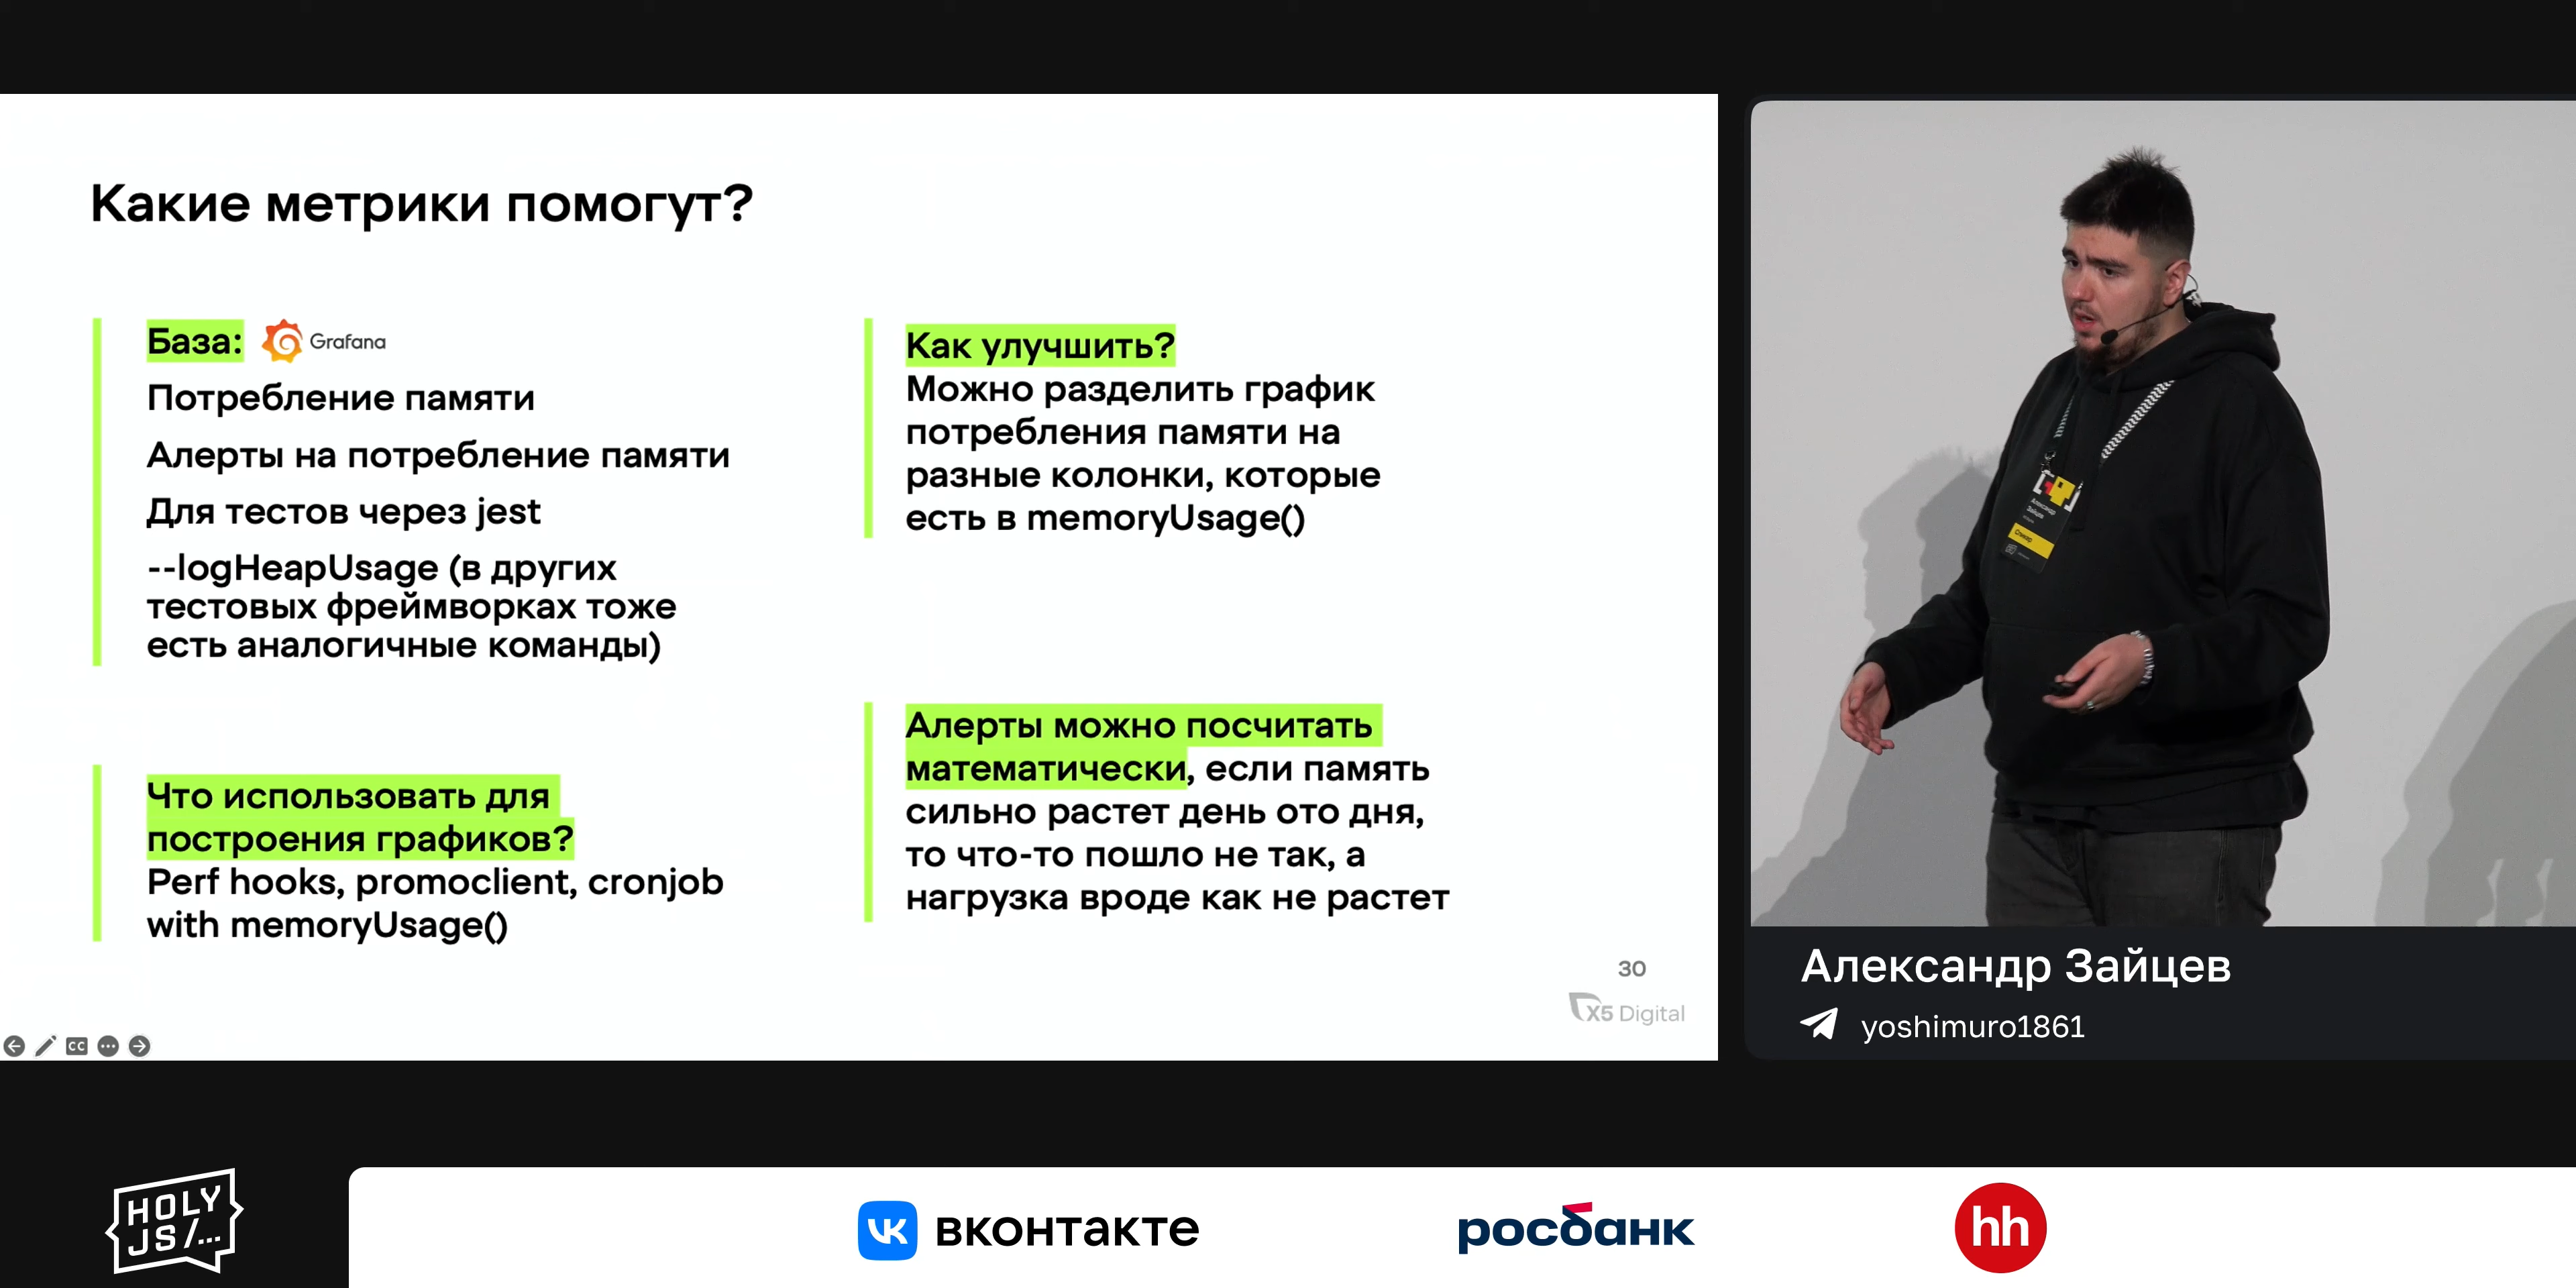 Какие метрики помогут?
База:
Grafana
Потребление памяти
Алерты на потребление памяти
Для тестов через jest
--logHeapUsage (в других
тестовых фреймворках тоже
есть аналогичные команды)
Что использовать для
построения графиков?
Perf hooks, promoclient, cronjob
with memoryUsage()
Как улучшить?
Можно разделить график
потребления памяти на
разные колонки, которые
есть в memoryUsage()
Алерты можно посчитать
математически, если память
сильно растет день ото дня,
то что-то пошло не так, а
нагрузка вроде как не растет
30
X5 Digital
CC
Александр
Зайцев
Спикер
Александр Зайцев
yoshimuro1861
HOLY
JS/...
вконтакте
росбанк
hh